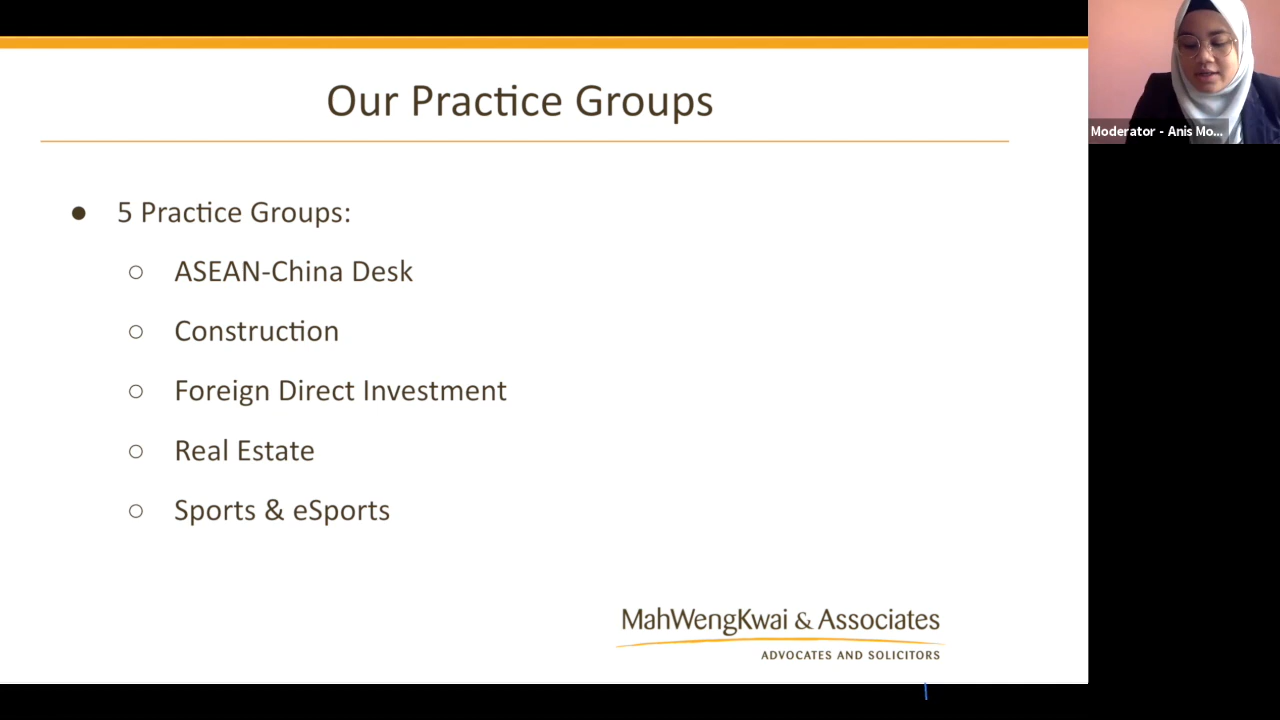 Our Practice Groups
● 5 Practice Groups:
○ ASEAN-China Desk
○ Construction
○ Foreign Direct Investment
○ Real Estate
○ Sports & eSports
MahWengKwai & Associates
ADVOCATES AND SOLICITORS
Moderator - Anis Mo...